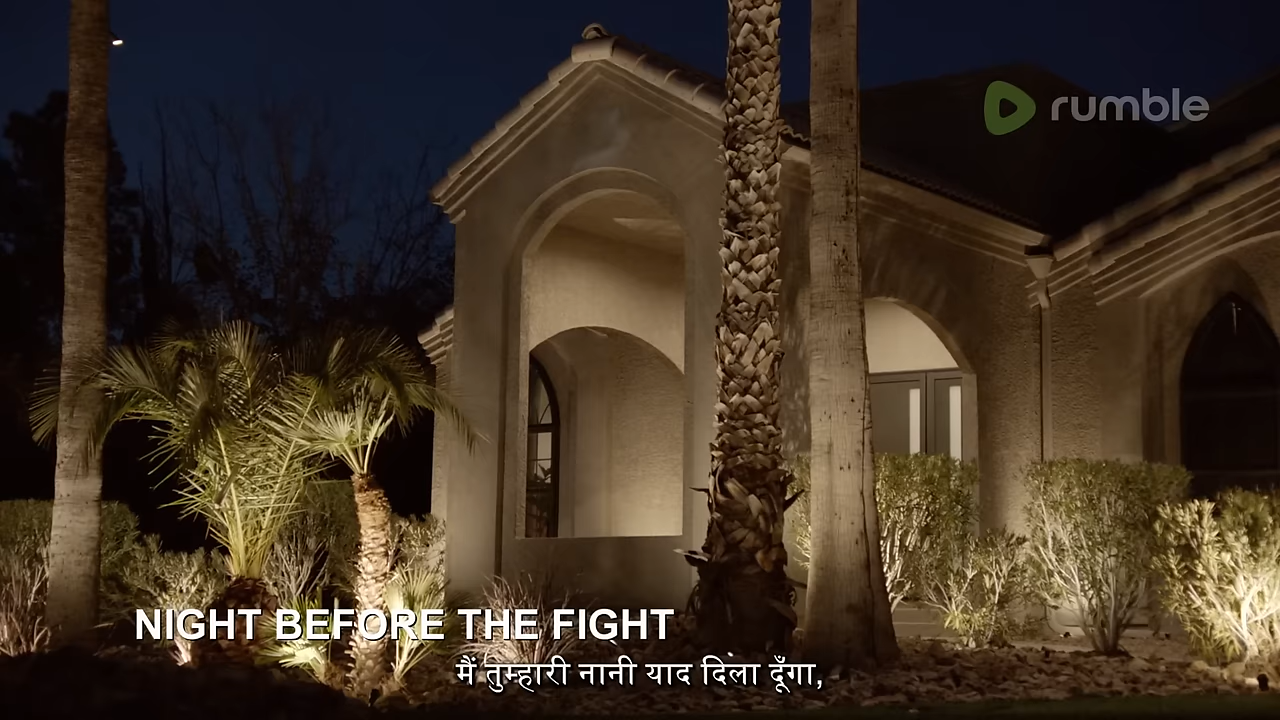 rumble
NIGHT BEFORE THE FIGHT
मैं तुम्हारी नानी याद दिला दूँगा,